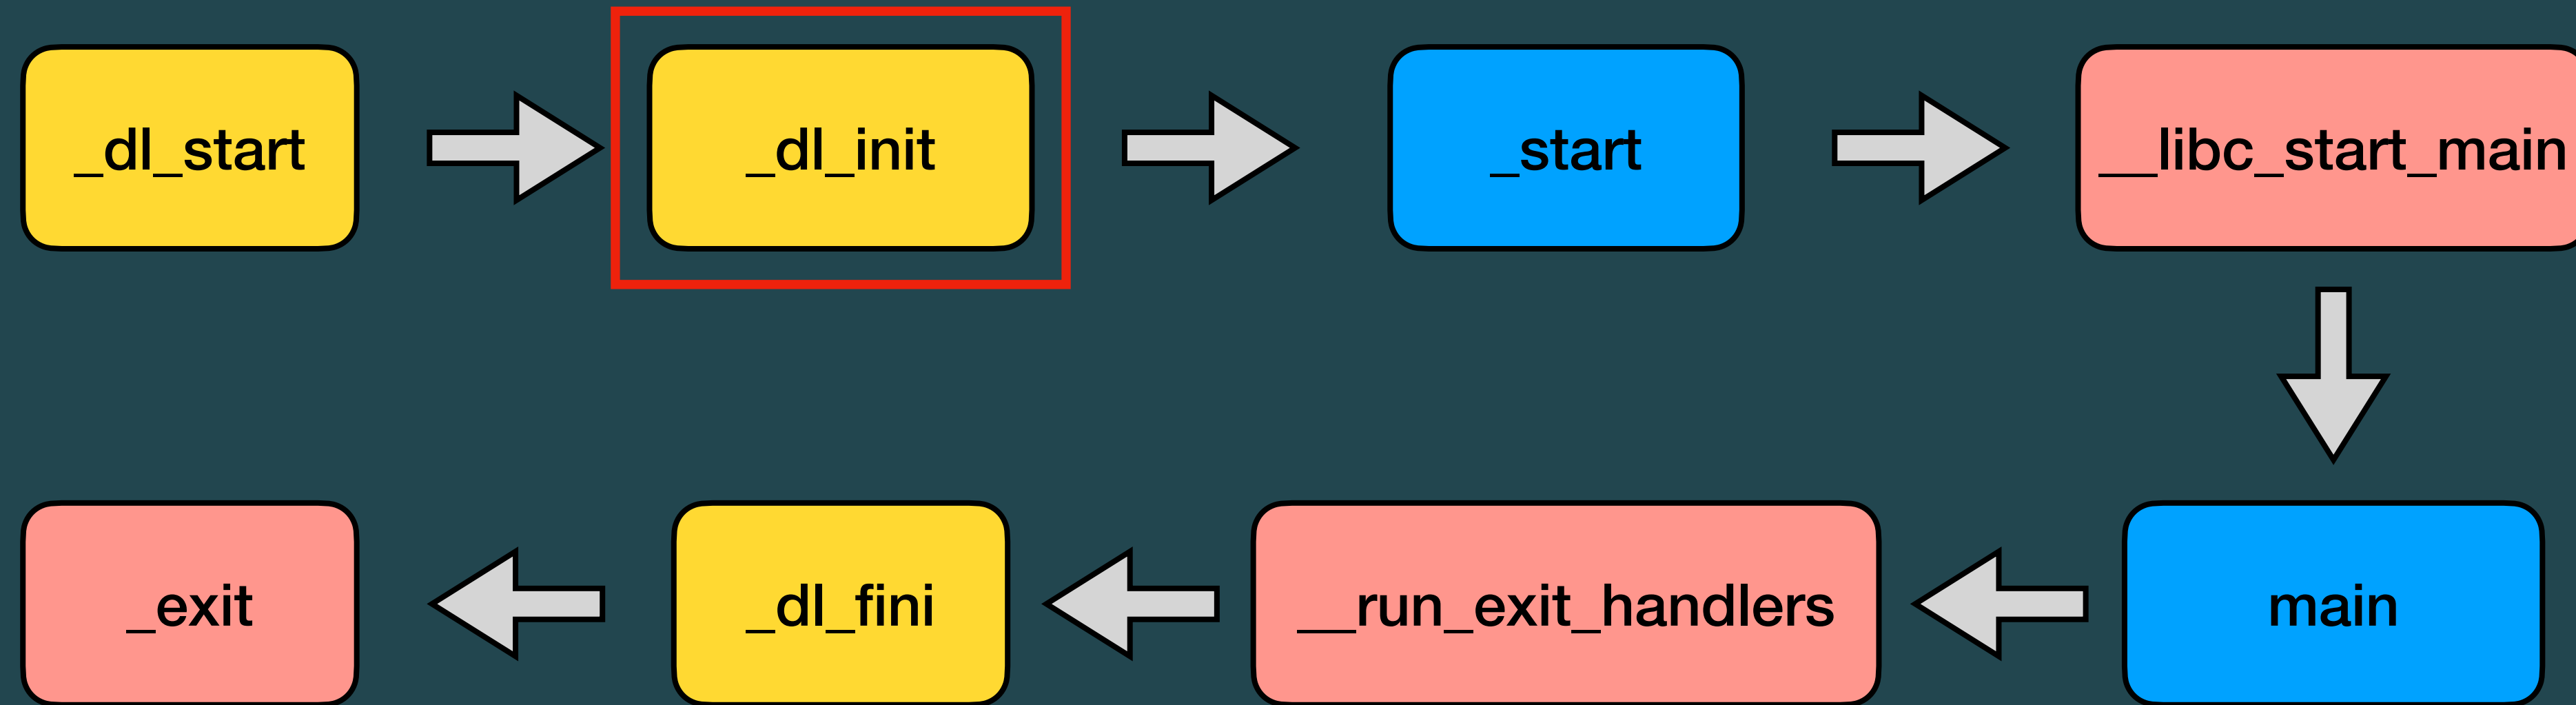 _dl_start
_dl_init
_start
__libc_start_main
main
__run_exit_handlers
_dl_fini
_exit